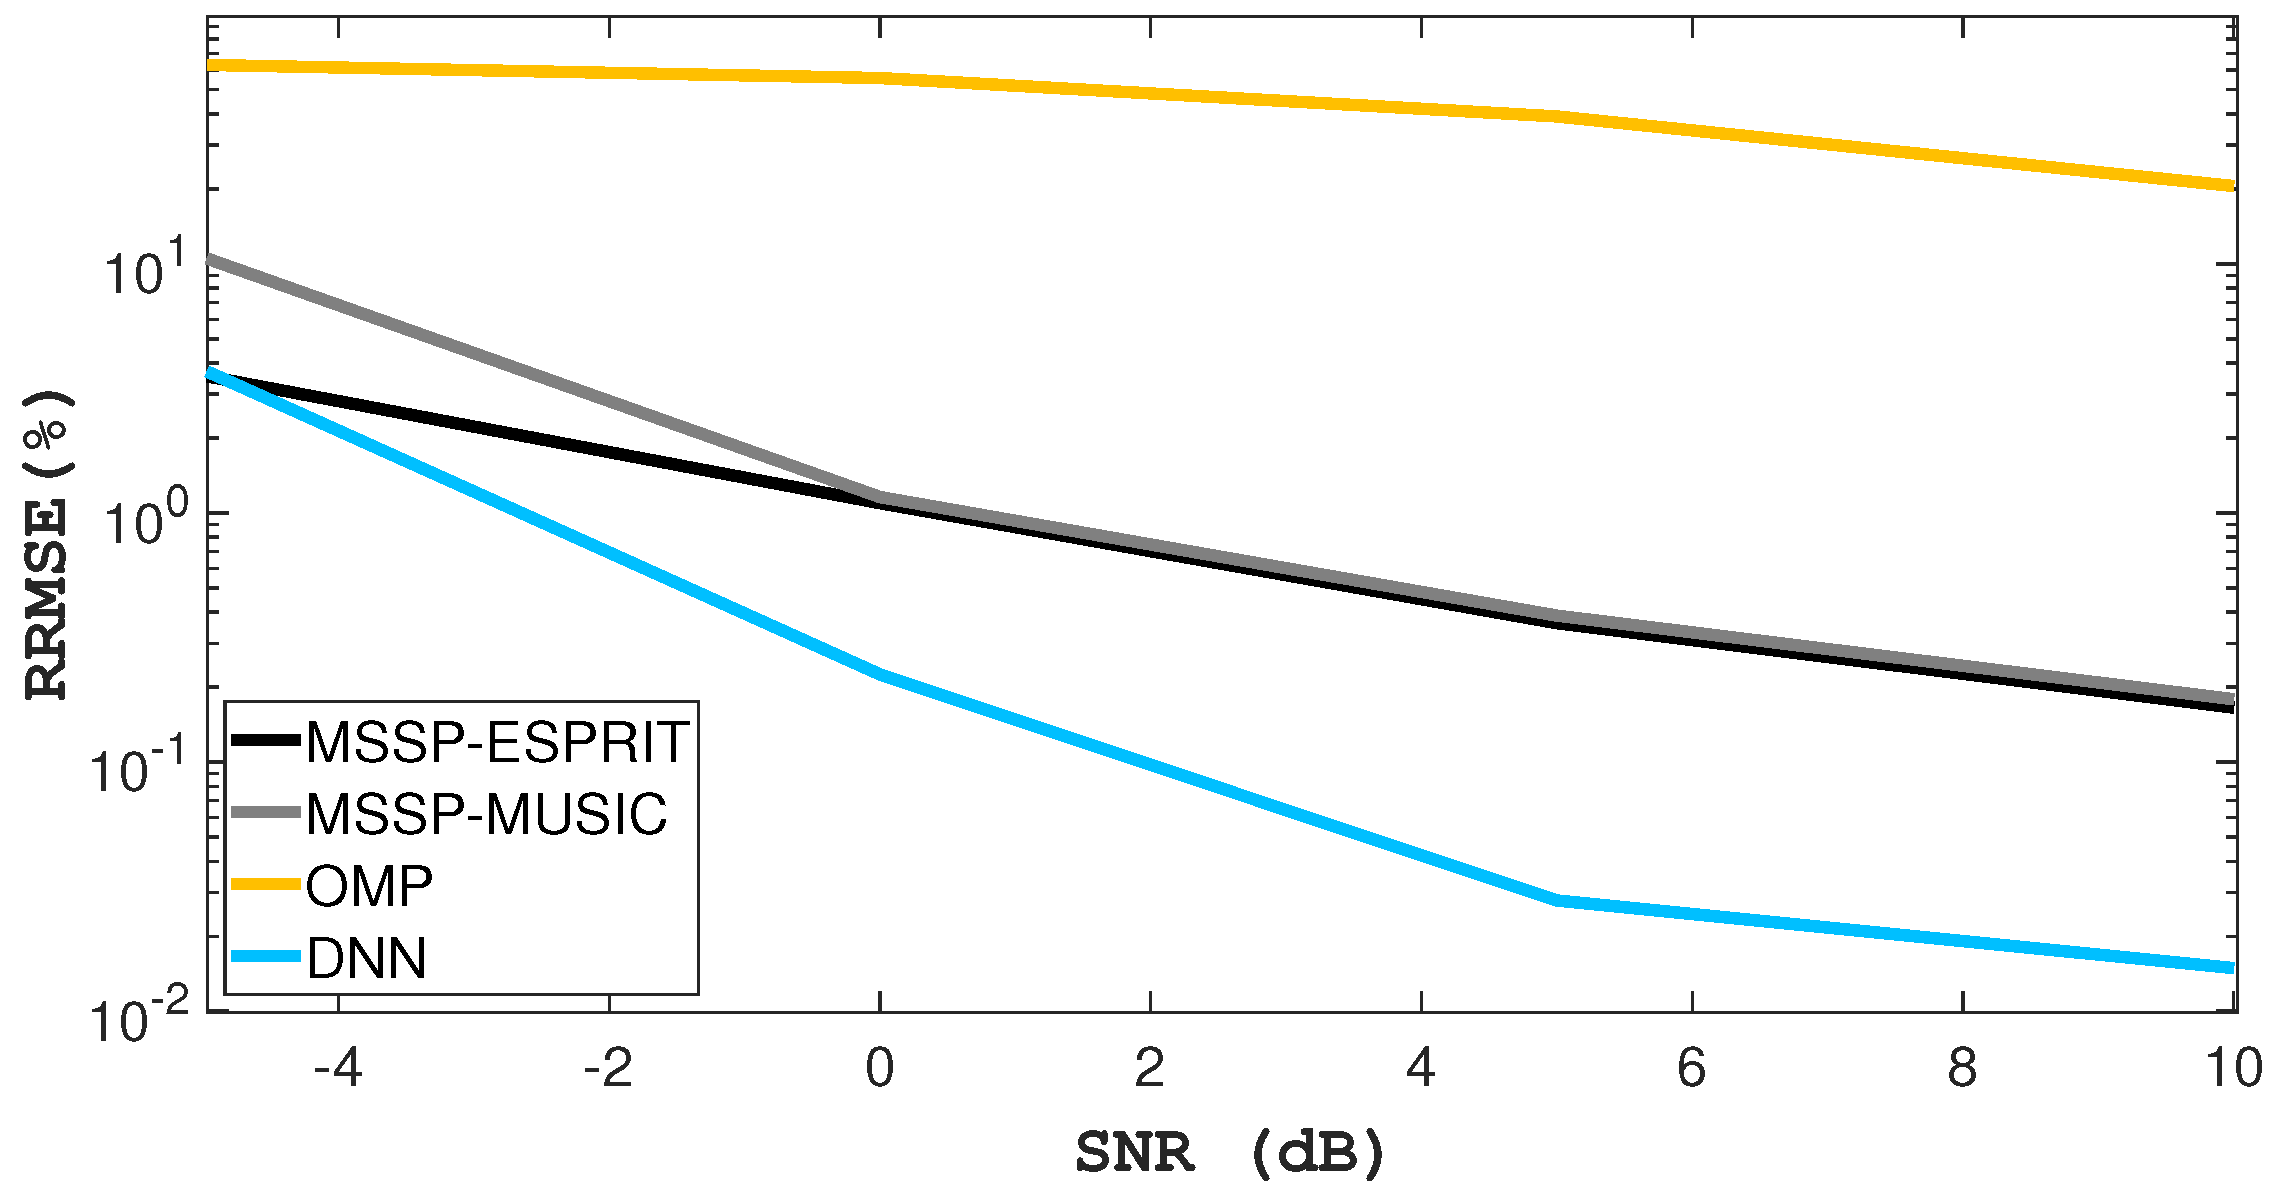 RRMSE(%)
10^1
10^0
10^-1
10^-2
MSSP-ESPRIT
MSSP-MUSIC
OMP
DNN
-4 -2 0 2 4 6 8 10
SNR (dB)